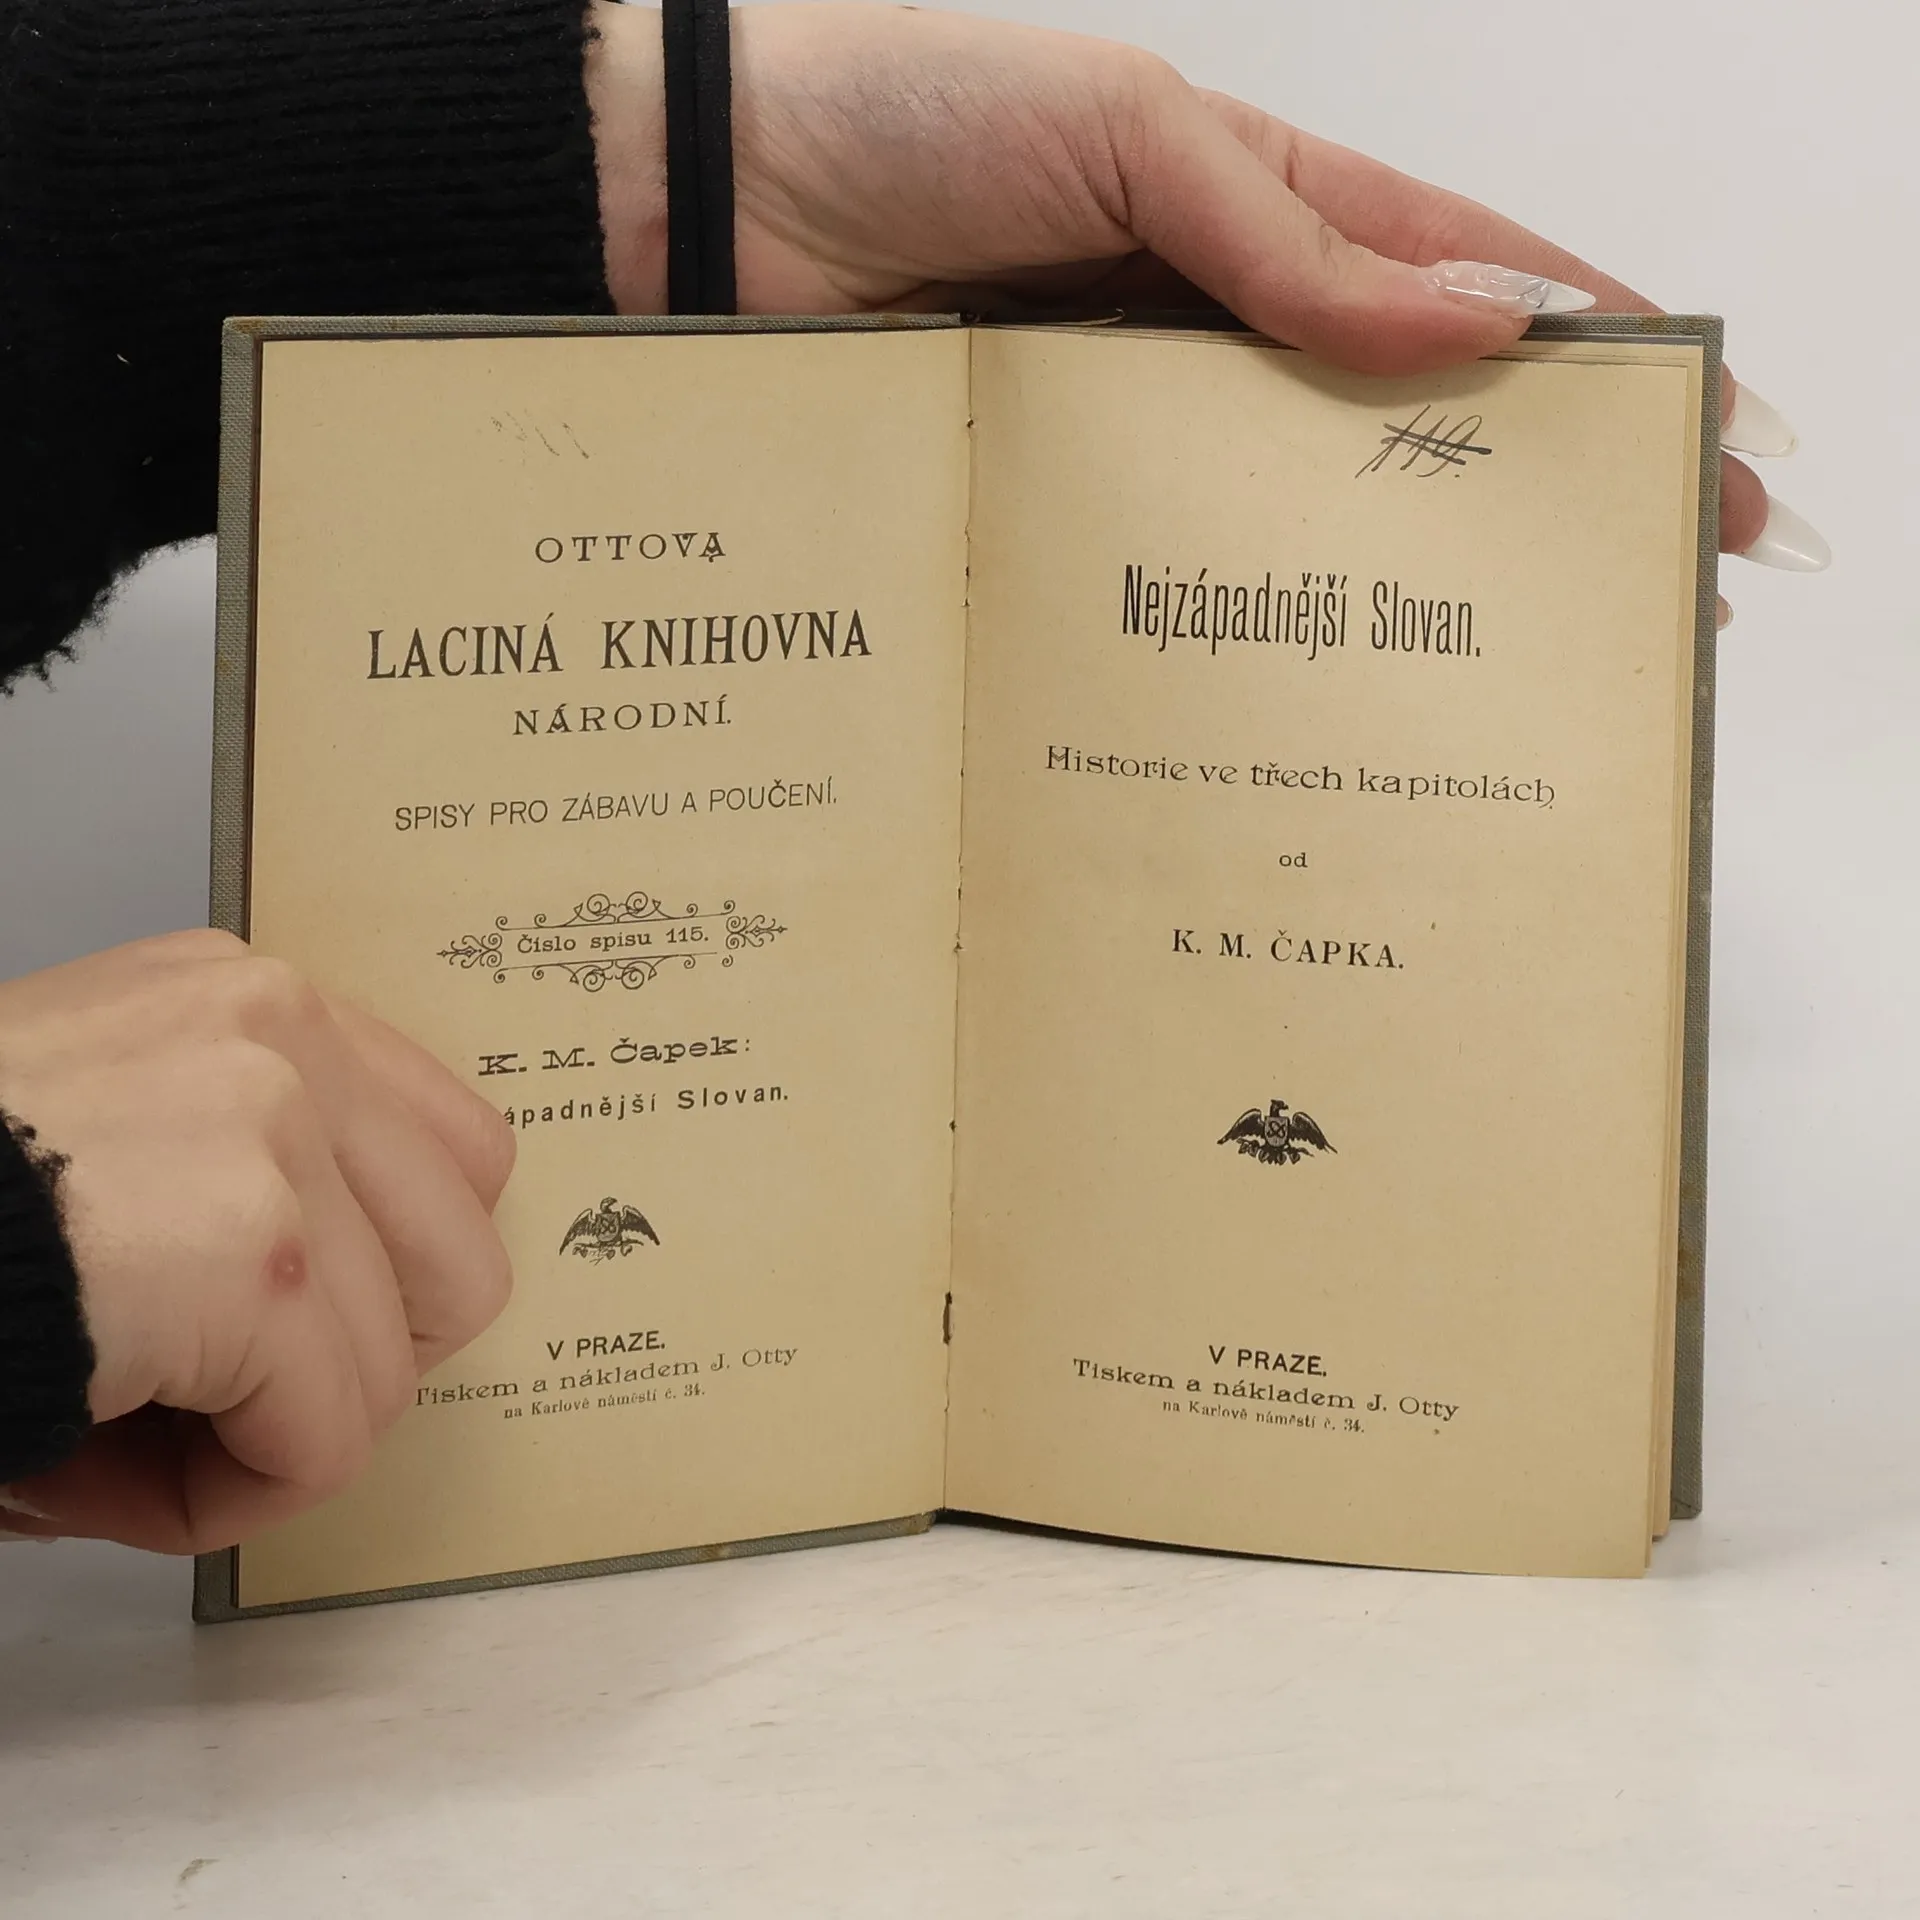 OTTOVA
LACINÁ KNIHOVNA
NÁRODNÍ.
SPISY PRO ZÁBAVU A POUČENÍ.
Číslo spisu 115.
K. M. Čapek:
ápadnější Slovan.
V PRAZE.
Tiskem a nákladem J. Otty
na Karlově náměstí č. 34.
119.
Nejzápadnější Slovan.
Historie ve třech kapitolách
od
K. M. ČAPKA.
V PRAZE.
Tiskem a nákladem J. Otty
na Karlově náměstí č. 34.